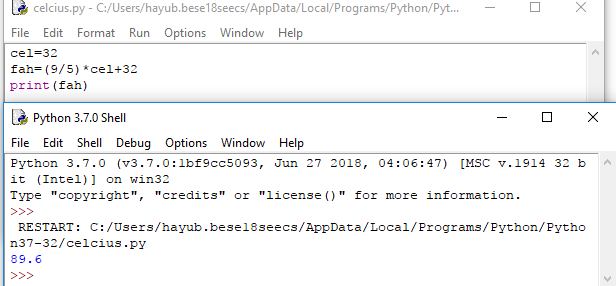 celcius.py - C:/Users/hayub.bese18seecs/AppData/Local/Programs/Python/Pyt...
File Edit Format Run Options Window Help
cel=32
fah=(9/5)*cel+32
print(fah)
Python 3.7.0 Shell
File Edit Shell Debug Options Window Help
Python 3.7.0 (v3.7.0:1bf9cc5093, Jun 27 2018, 04:06:47) [MSC v.1914 32 b
it (Intel)] on win32
Type "copyright", "credits" or "license()" for more information.
>>>
RESTART: C:/Users/hayub.bese18seecs/AppData/Local/Programs/Python/Pytho
n37-32/celcius.py
89.6
>>>